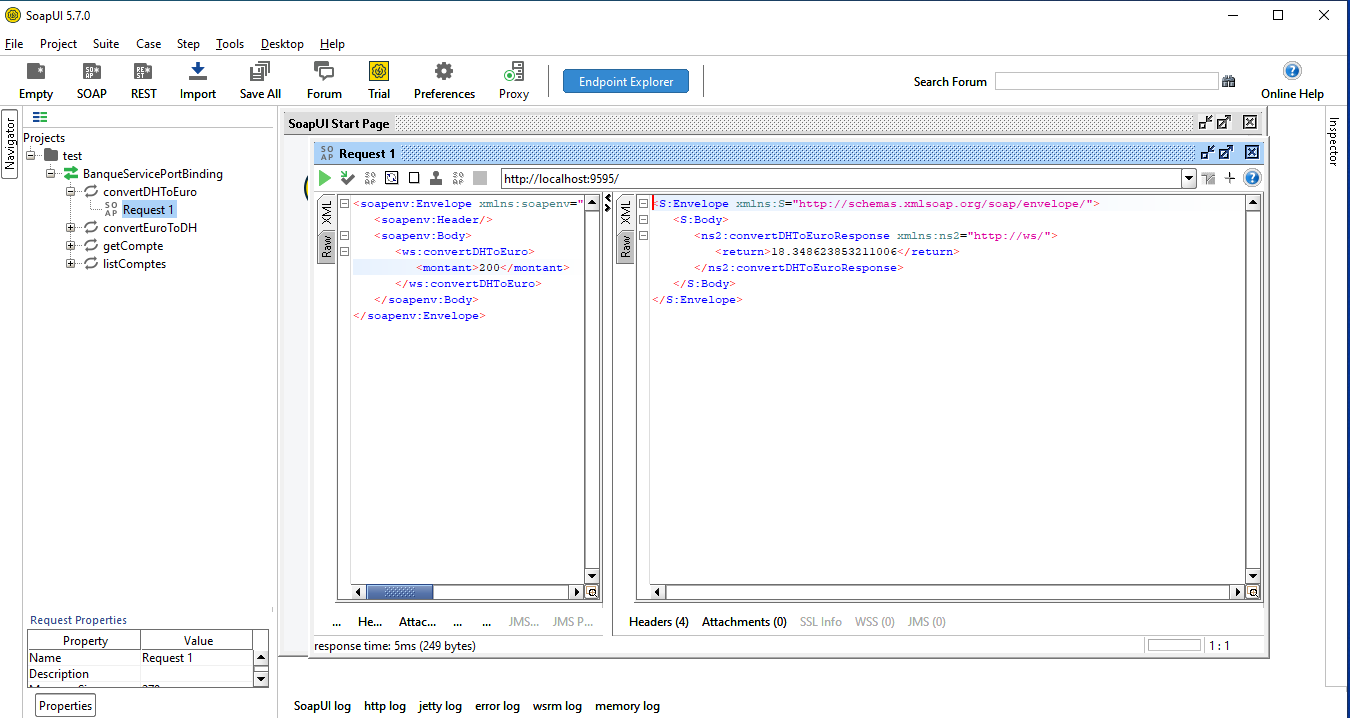 SoapUI 5.7.0
File Project Suite Case Step Tools Desktop Help
Empty SOAP REST Import Save All Forum Trial Preferences Proxy Endpoint Explorer Search Forum Online Help
Navigator
Projects
test
BanqueServicePortBinding
convertDHToEuro
SO AP Request 1
convertEuroToDH
getCompte
listComptes
SoapUI Start Page
SO AP Request 1
http://localhost:9595/
XML
Raw
<soapenv:Envelope xmlns:soapenv="
<soapenv:Header/>
<soapenv:Body>
<ws:convertDHToEuro>
<montant>200</montant>
</ws:convertDHToEuro>
</soapenv:Body>
</soapenv:Envelope>
XML
Raw
<S:Envelope xmlns:S="http://schemas.xmlsoap.org/soap/envelope/">
<S:Body>
<ns2:convertDHToEuroResponse xmlns:ns2="http://ws/">
<return>18.348623853211006</return>
</ns2:convertDHToEuroResponse>
</S:Body>
</S:Envelope>
... He... Attac... ... ... JMS... JMS P...
Headers (4) Attachments (0) SSL Info WSS (0) JMS (0)
response time: 5ms (249 bytes)
1 : 1
Inspector
Request Properties
Property Value
Name Request 1
Description
Properties
SoapUI log http log jetty log error log wsrm log memory log